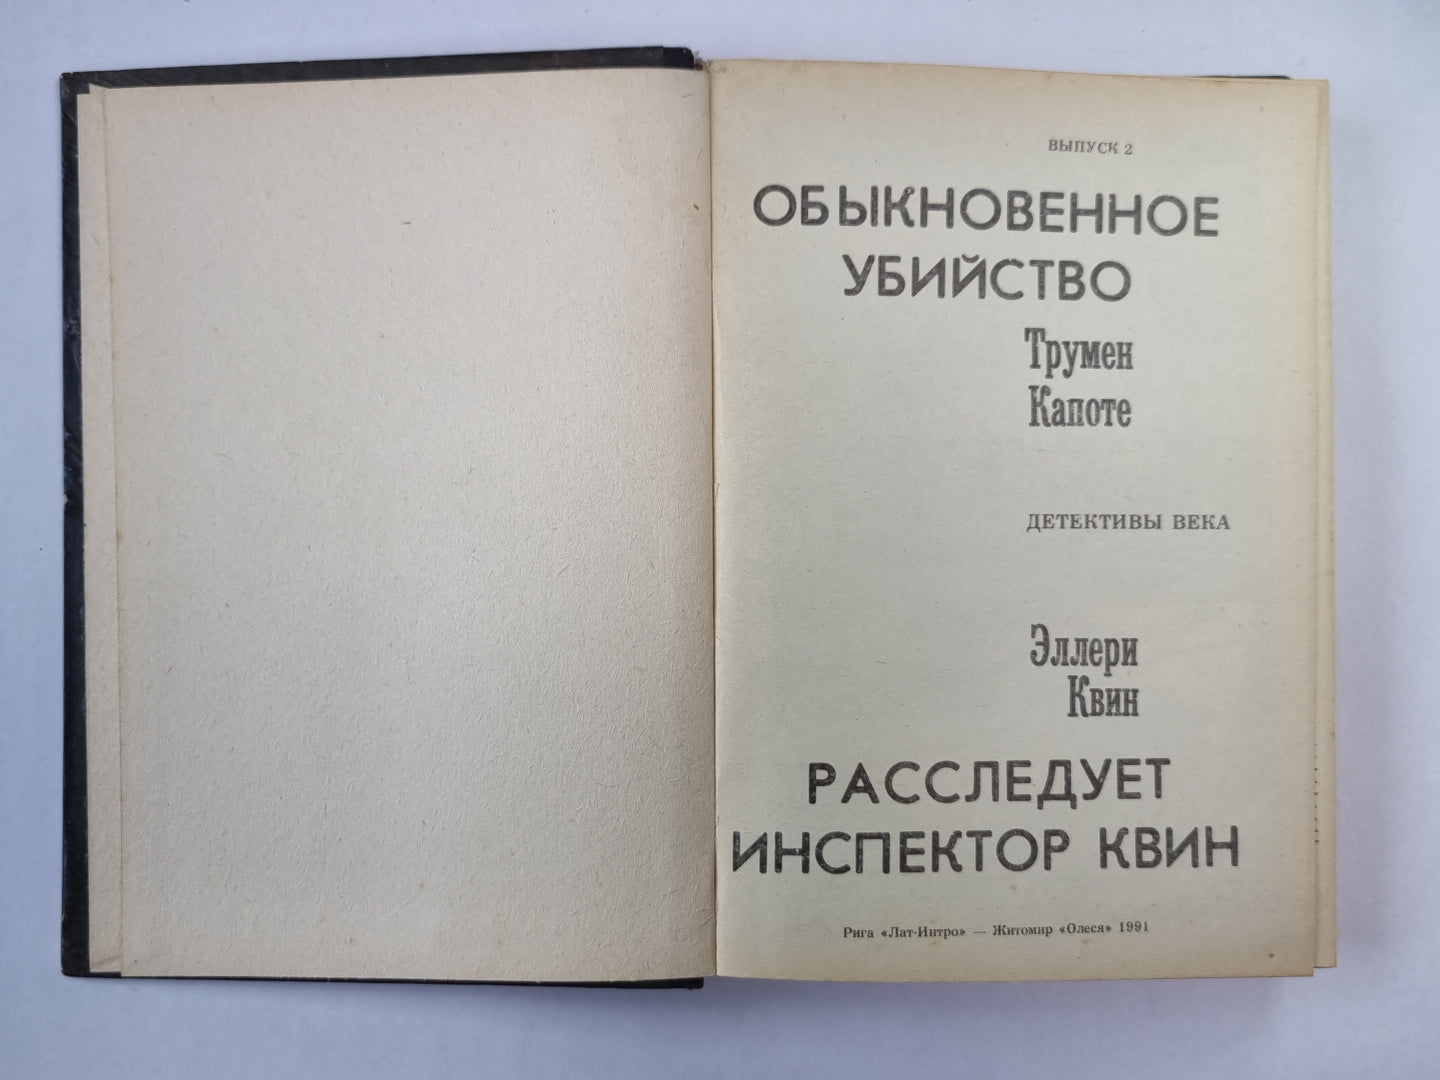 ВЫПУСК 2
ОБЫКНОВЕННОЕ
УБИЙСТВО
Трумен
Капоте
ДЕТЕКТИВЫ ВЕКА
Эллери
Квин
РАССЛЕДУЕТ
ИНСПЕКТОР КВИН
Рига «Лат-Интро» — Житомир «Олеся» 1991